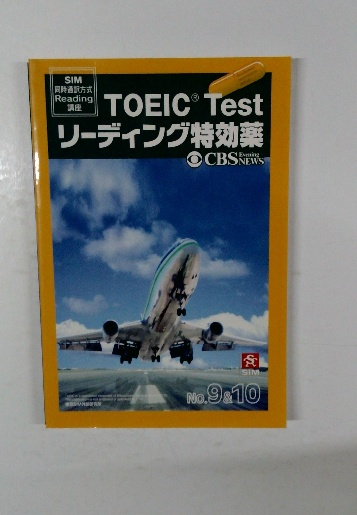 SIM
同時通訳方式
Reading
講座
TOEIC® Test
リーディング特効薬
CBS Evening NEWS
SIM
No.9&10